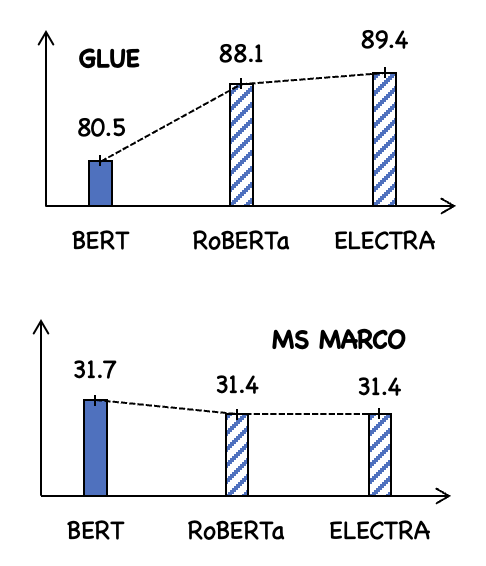 GLUE
80.5
88.1
89.4
BERT RoBERTa ELECTRA
MS MARCO
31.7
31.4
31.4
BERT RoBERTa ELECTRA